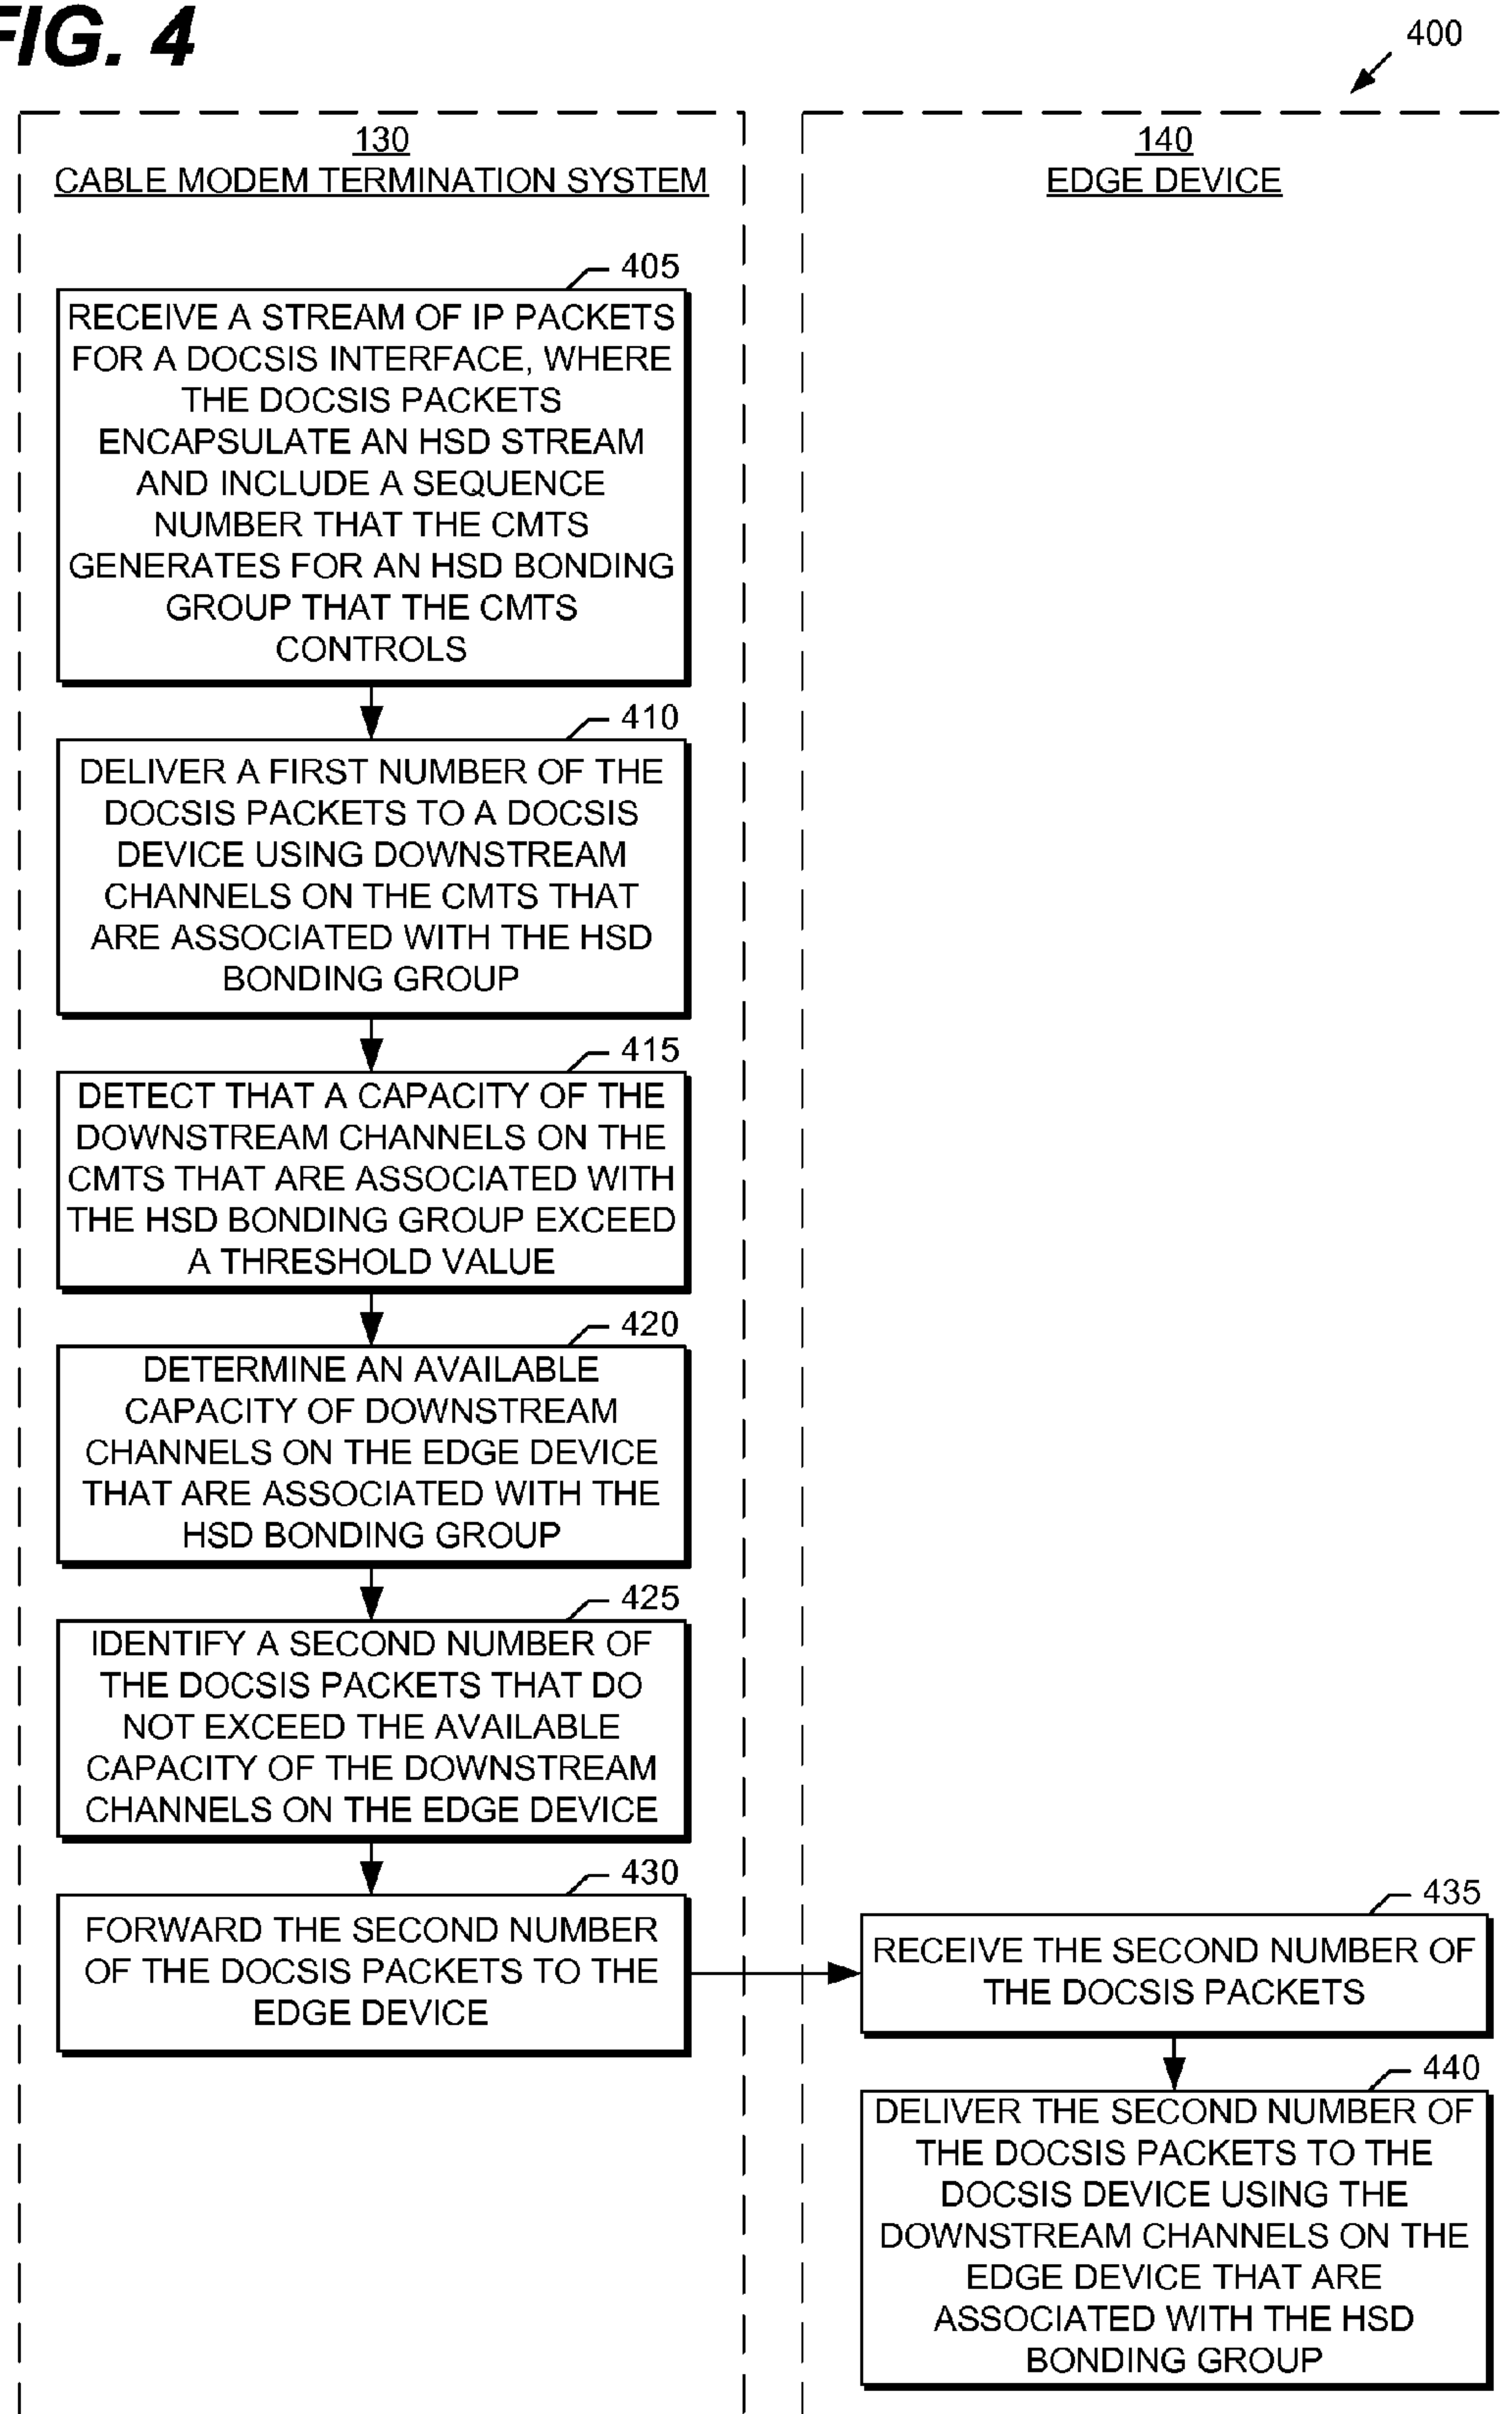 FIG. 4
400
130
CABLE MODEM TERMINATION SYSTEM
140
EDGE DEVICE
405
RECEIVE A STREAM OF IP PACKETS
FOR A DOCSIS INTERFACE, WHERE
THE DOCSIS PACKETS
ENCAPSULATE AN HSD STREAM
AND INCLUDE A SEQUENCE
NUMBER THAT THE CMTS
GENERATES FOR AN HSD BONDING
GROUP THAT THE CMTS
CONTROLS
410
DELIVER A FIRST NUMBER OF THE
DOCSIS PACKETS TO A DOCSIS
DEVICE USING DOWNSTREAM
CHANNELS ON THE CMTS THAT
ARE ASSOCIATED WITH THE HSD
BONDING GROUP
415
DETECT THAT A CAPACITY OF THE
DOWNSTREAM CHANNELS ON THE
CMTS THAT ARE ASSOCIATED WITH
THE HSD BONDING GROUP EXCEED
A THRESHOLD VALUE
420
DETERMINE AN AVAILABLE
CAPACITY OF DOWNSTREAM
CHANNELS ON THE EDGE DEVICE
THAT ARE ASSOCIATED WITH THE
HSD BONDING GROUP
425
IDENTIFY A SECOND NUMBER OF
THE DOCSIS PACKETS THAT DO
NOT EXCEED THE AVAILABLE
CAPACITY OF THE DOWNSTREAM
CHANNELS ON THE EDGE DEVICE
430
FORWARD THE SECOND NUMBER
OF THE DOCSIS PACKETS TO THE
EDGE DEVICE
435
RECEIVE THE SECOND NUMBER OF
THE DOCSIS PACKETS
440
DELIVER THE SECOND NUMBER OF
THE DOCSIS PACKETS TO THE
DOCSIS DEVICE USING THE
DOWNSTREAM CHANNELS ON THE
EDGE DEVICE THAT ARE
ASSOCIATED WITH THE HSD
BONDING GROUP